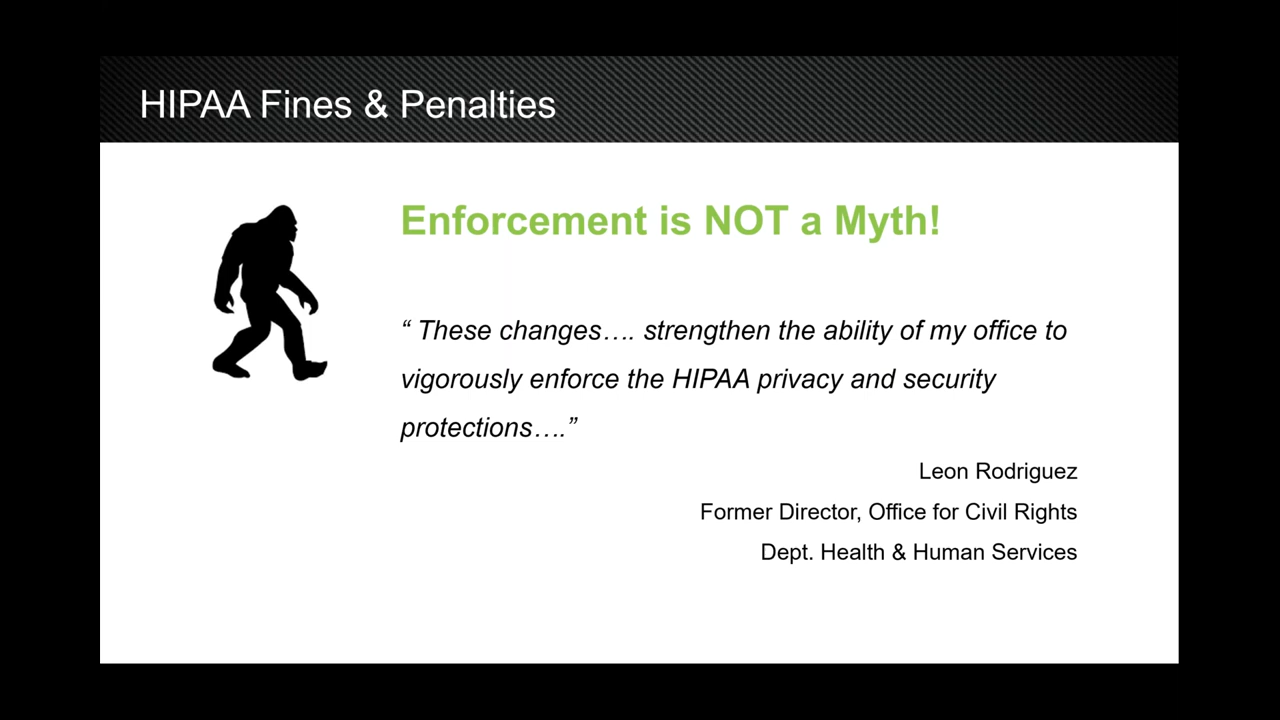 HIPAA Fines & Penalties
Enforcement is NOT a Myth!
“ These changes…. strengthen the ability of my office to
vigorously enforce the HIPAA privacy and security
protections….”
Leon Rodriguez
Former Director, Office for Civil Rights
Dept. Health & Human Services